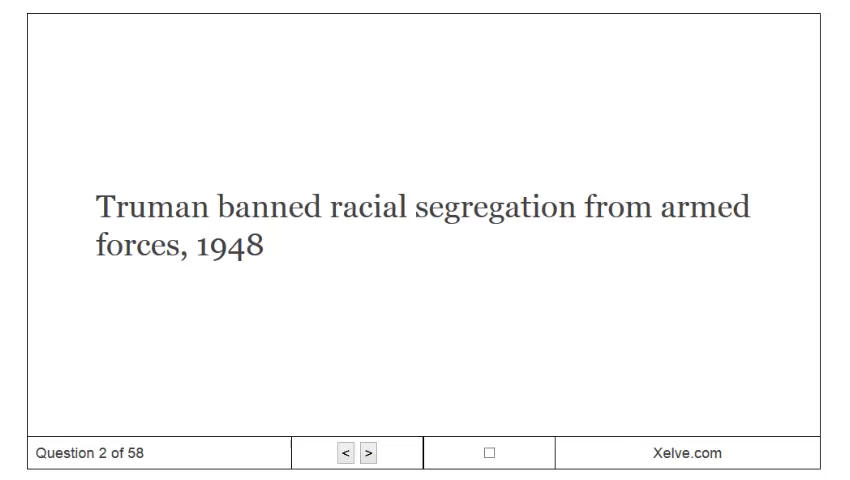 Truman banned racial segregation from armed
forces, 1948
Question 2 of 58
< >
Xelve.com